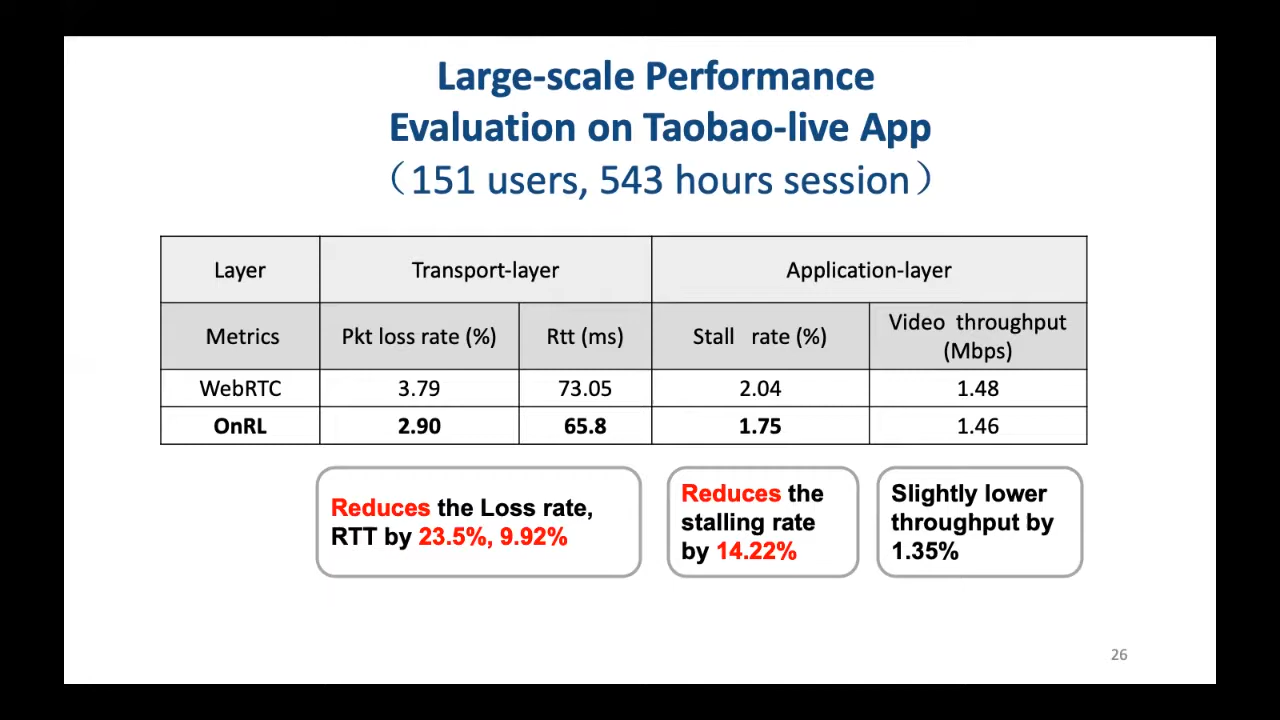 Large-scale Performance
Evaluation on Taobao-live App
（151 users, 543 hours session）
Layer Transport-layer Application-layer
Metrics Pkt loss rate (%) Rtt (ms) Stall rate (%) Video throughput (Mbps)
WebRTC 3.79 73.05 2.04 1.48
OnRL 2.90 65.8 1.75 1.46
Reduces the Loss rate,
RTT by 23.5%, 9.92%
Reduces the
stalling rate
by 14.22%
Slightly lower
throughput by
1.35%
26